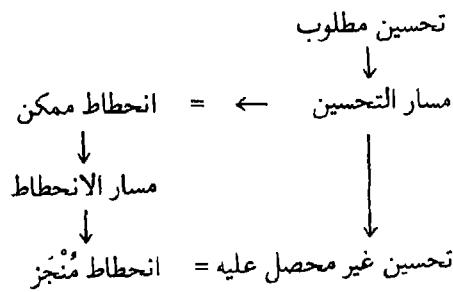 تحسين مطلوب
↓
مسار التحسين ← = انحطاط ممكن
↓
مسار الانحطاط
↓ ↓
تحسين غير محصل عليه = انحطاط مُنْجَز